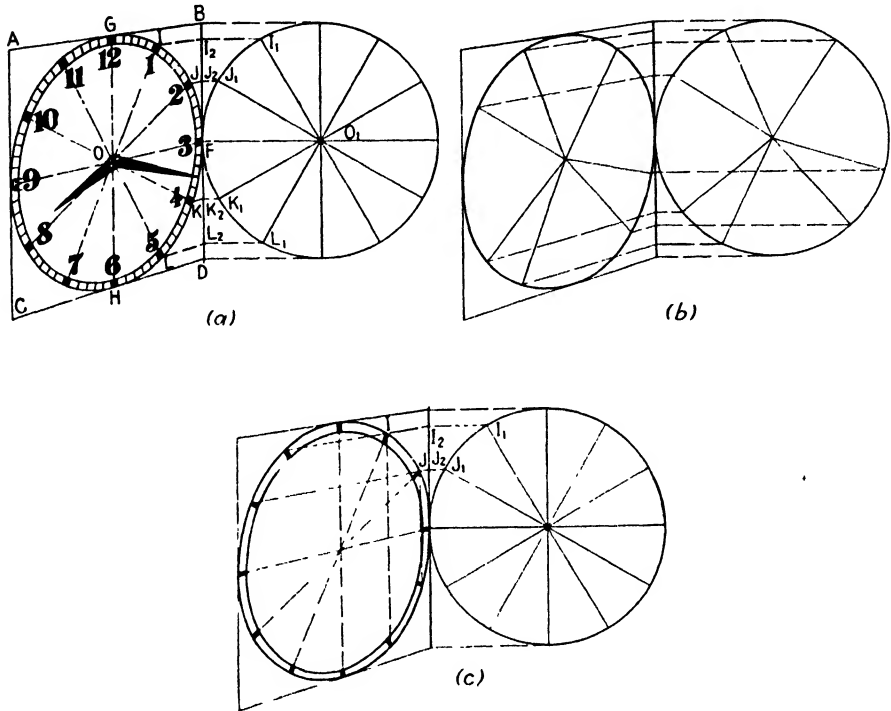 A
G
B
12
11
1
I₂
I₁
J
J₂
J₁
10
2
O
3
F
O₁
9
8
4
K
K₂
K₁
7
6
5
L₂
L₁
C
H
D
(a)
(b)
I₂
I₁
J
J₂
J₁
(c)